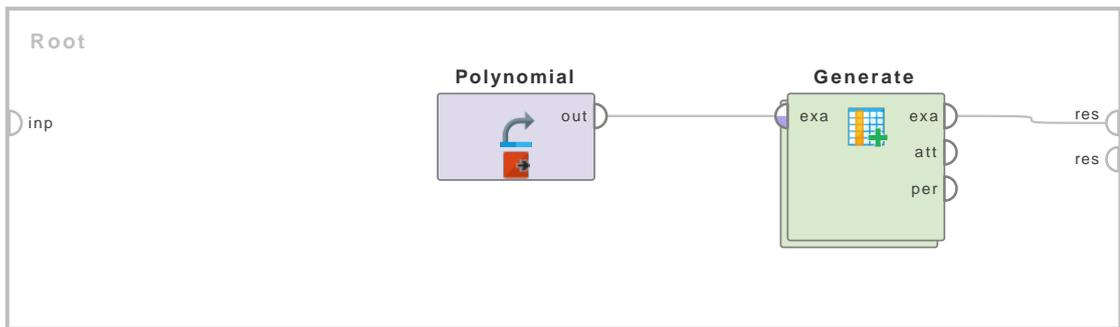 Root
Polynomial
Generate
inp
out
exa
exa
res
att
res
per